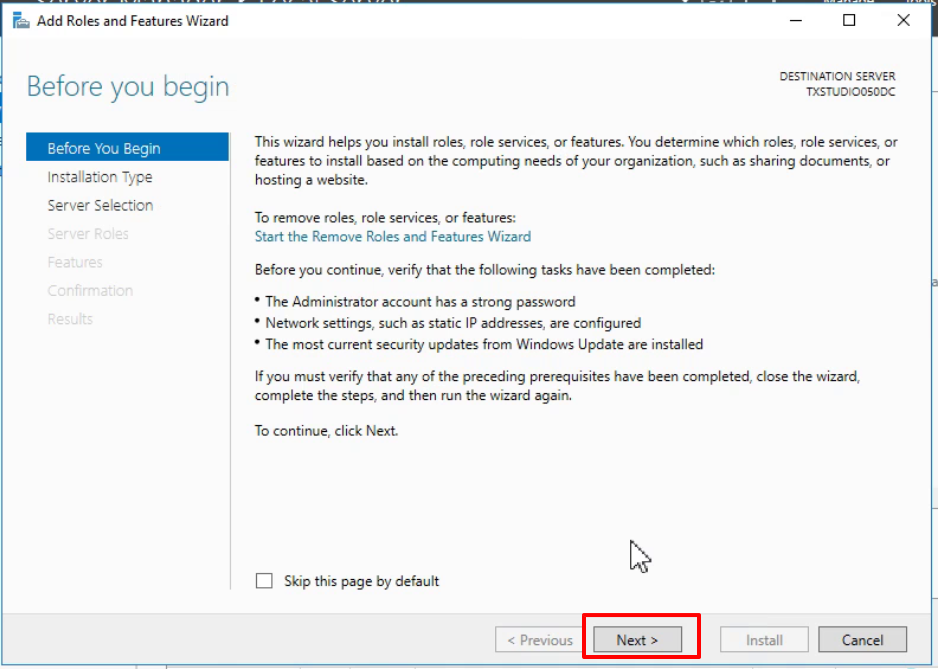 Add Roles and Features Wizard
Before you begin
DESTINATION SERVER
TXSTUDIO050DC
Before You Begin
Installation Type
Server Selection
Server Roles
Features
Confirmation
Results
This wizard helps you install roles, role services, or features. You determine which roles, role services, or
features to install based on the computing needs of your organization, such as sharing documents, or
hosting a website.
To remove roles, role services, or features:
Start the Remove Roles and Features Wizard
Before you continue, verify that the following tasks have been completed:
• The Administrator account has a strong password
• Network settings, such as static IP addresses, are configured
• The most current security updates from Windows Update are installed
If you must verify that any of the preceding prerequisites have been completed, close the wizard,
complete the steps, and then run the wizard again.
To continue, click Next.
Skip this page by default
< Previous
Next >
Install
Cancel